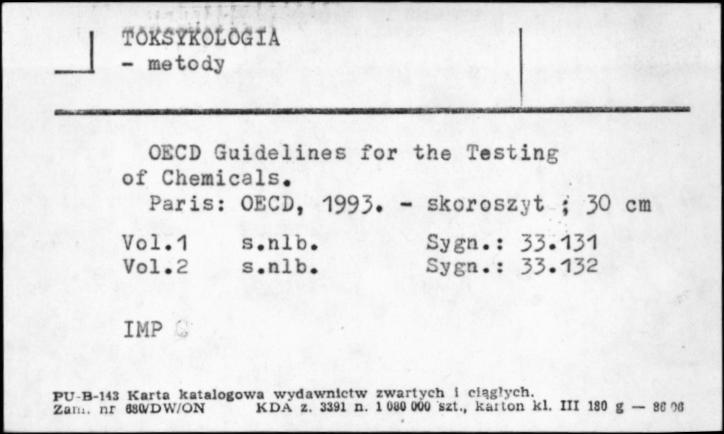 TOKSYKOLOGIA
- metody
OECD Guidelines for the Testing
of Chemicals.
Paris: OECD, 1993. - skoroszyt ; 30 cm
Vol.1 s.nlb. Sygn.: 33.131
Vol.2 s.nlb. Sygn.: 33.132
IMP
PU-B-143 Karta katalogowa wydawnictw zwartych i ciągłych.
Zam. nr 680/DW/ON KDA z. 3391 n. 1 080 000 szt., karton kl. III 180 g —